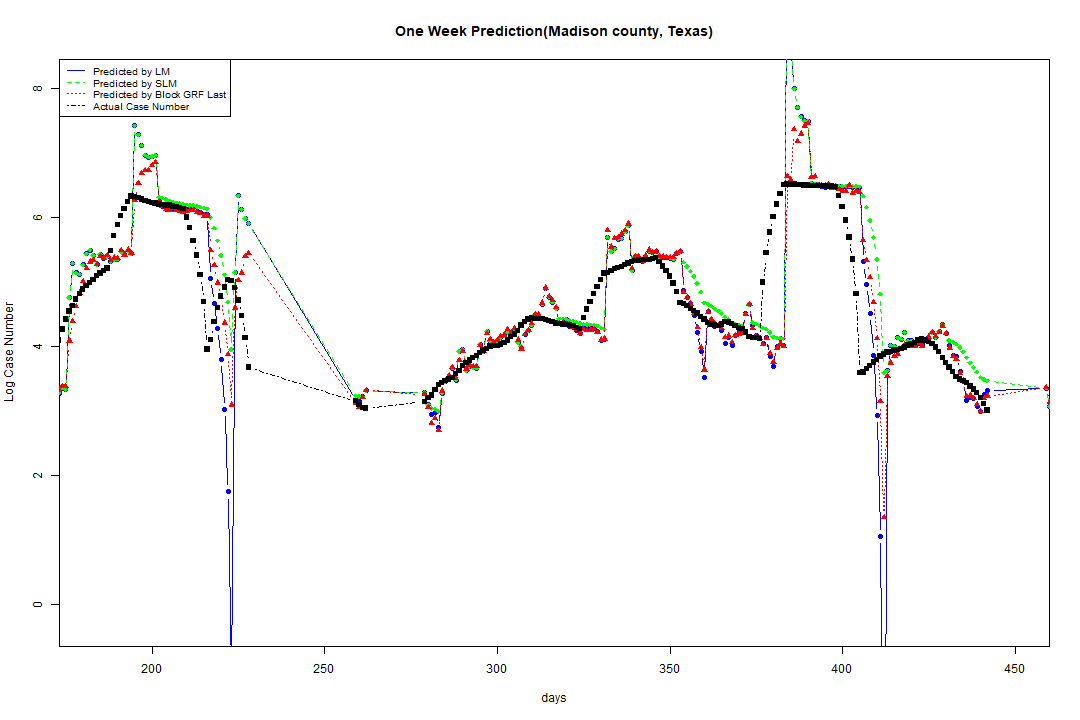 One Week Prediction(Madison county, Texas)
Predicted by LM
Predicted by SLM
Predicted by Block GRF Last
Actual Case Number
Log Case Number
8
6
4
2
0
200 250 300 350 400 450
days